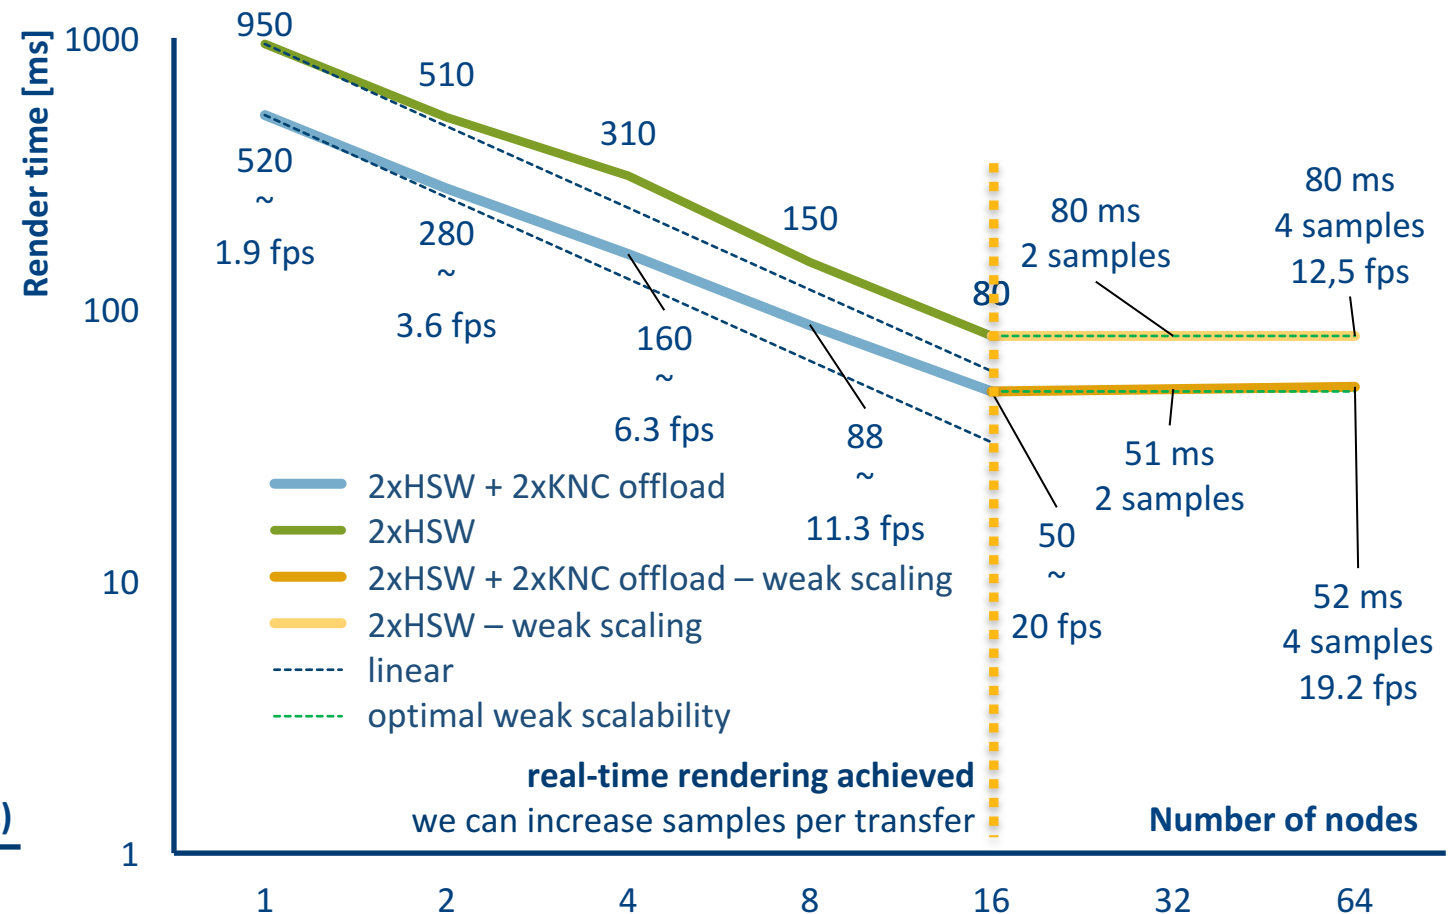 Render time [ms]
1000
100
10
1
950
510
310
150
80
520
~
1.9 fps
280
~
3.6 fps
160
~
6.3 fps
88
~
11.3 fps
50
~
20 fps
80 ms
2 samples
80 ms
4 samples
12,5 fps
51 ms
2 samples
52 ms
4 samples
19.2 fps
2xHSW + 2xKNC offload
2xHSW
2xHSW + 2xKNC offload – weak scaling
2xHSW – weak scaling
linear
optimal weak scalability
real-time rendering achieved
we can increase samples per transfer
Number of nodes
)
1 2 4 8 16 32 64